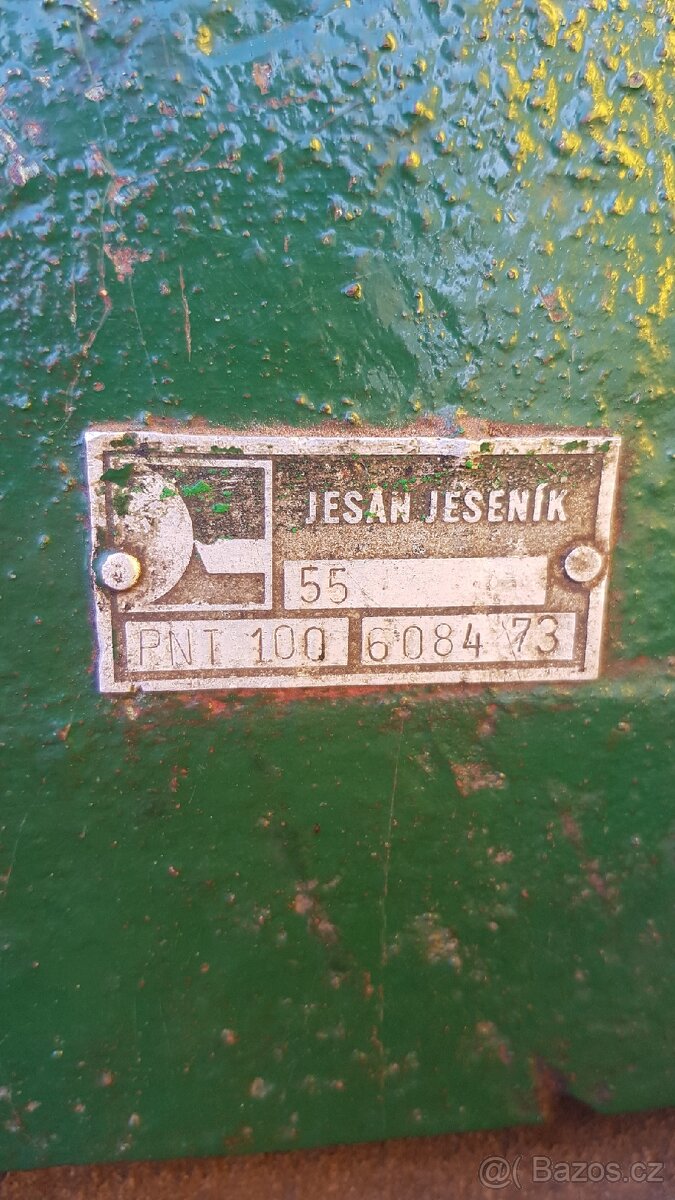 JESAN JESENÍK
55
PNT 100 6084 73
@( Bazos.cz